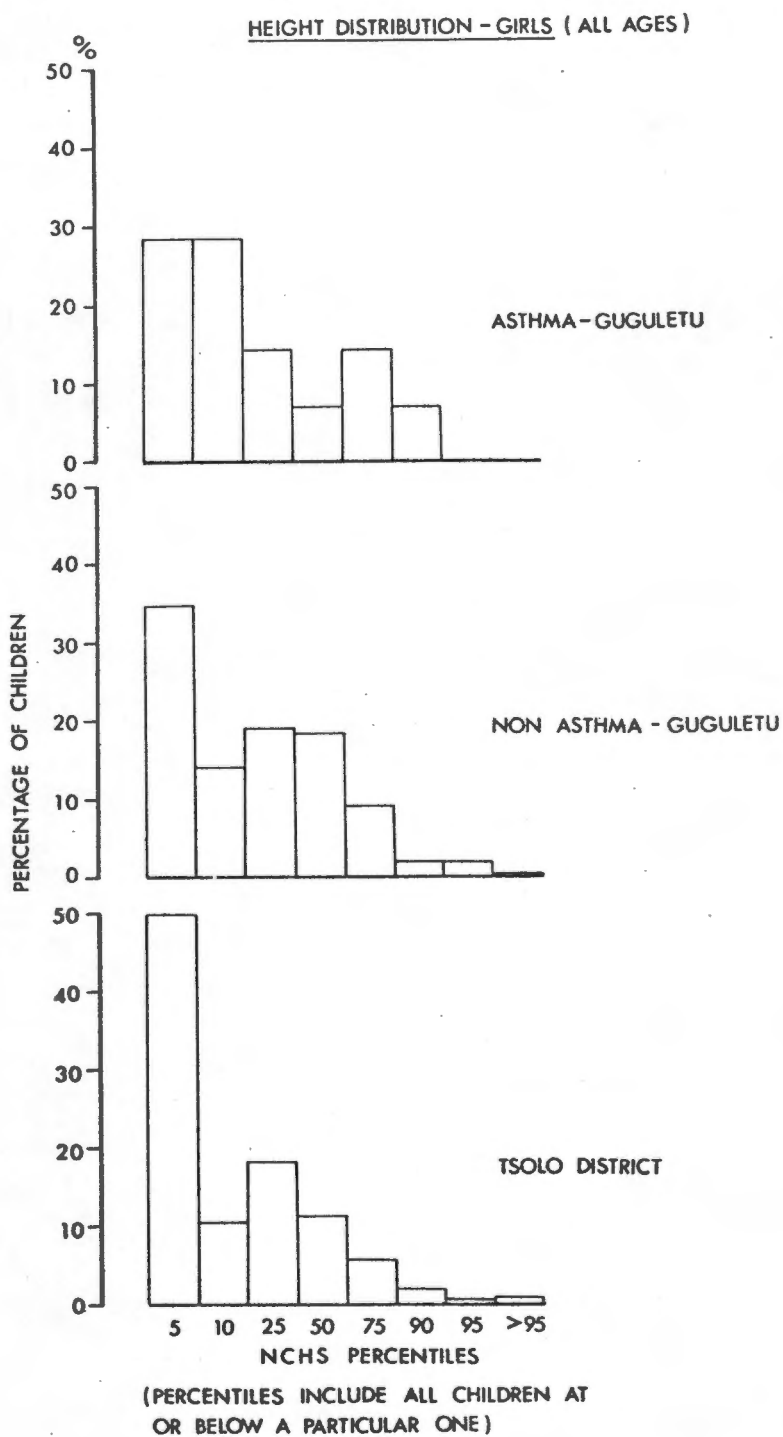 HEIGHT DISTRIBUTION - GIRLS (ALL AGES)
%
50
40
30
20
10
0
ASTHMA - GUGULETU
50
40
30
20
10
0
NON ASTHMA - GUGULETU
PERCENTAGE OF CHILDREN
50
40
30
20
10
0
TSOLO DISTRICT
5 10 25 50 75 90 95 >95
NCHS PERCENTILES
(PERCENTILES INCLUDE ALL CHILDREN AT
OR BELOW A PARTICULAR ONE)